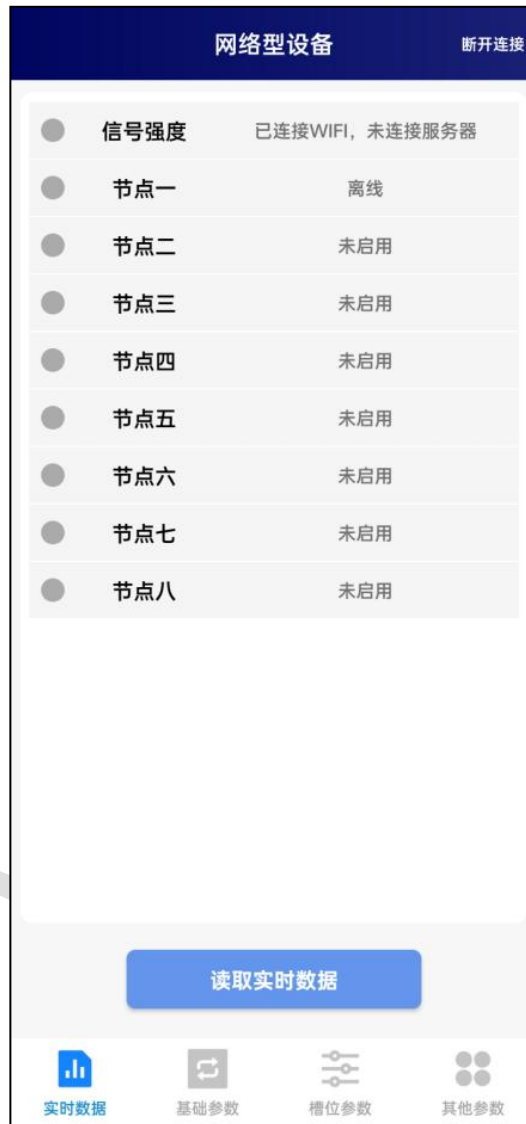 网络型设备 断开连接
信号强度 已连接WIFI，未连接服务器
节点一 离线
节点二 未启用
节点三 未启用
节点四 未启用
节点五 未启用
节点六 未启用
节点七 未启用
节点八 未启用
读取实时数据
实时数据 基础参数 槽位参数 其他参数